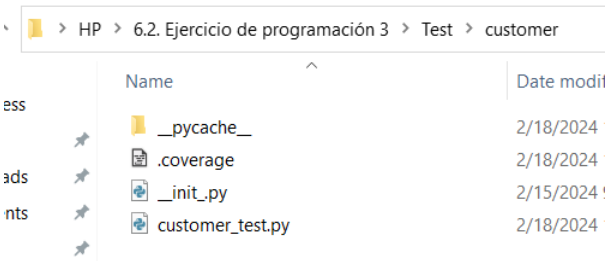 HP > 6.2. Ejercicio de programación 3 > Test > customer
Name Date modif
ess
__pycache__ 2/18/2024
.coverage 2/18/2024
ads
__init_.py 2/15/2024 9
nts
customer_test.py 2/18/2024